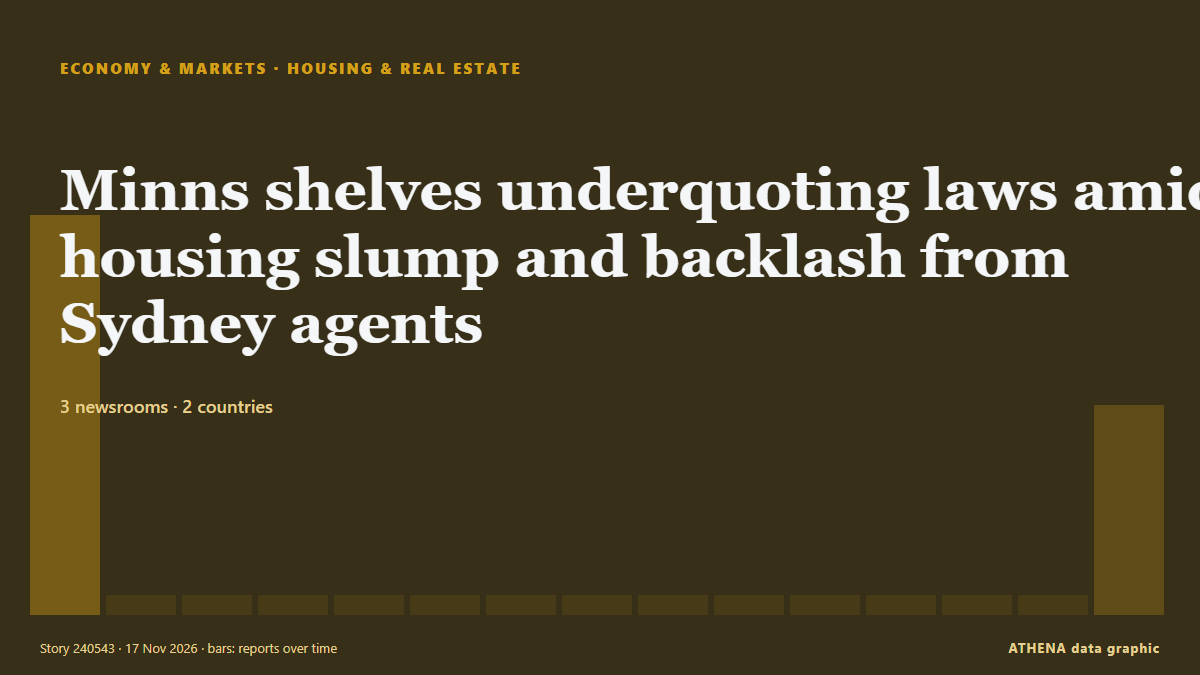 ECONOMY & MARKETS · HOUSING & REAL ESTATE
Minns shelves underquoting laws
housing slump and backlash from
Sydney agents
3 newsrooms · 2 countries
Story 240543 · 17 Nov 2026 · bars: reports over time
ATHENA data graphic